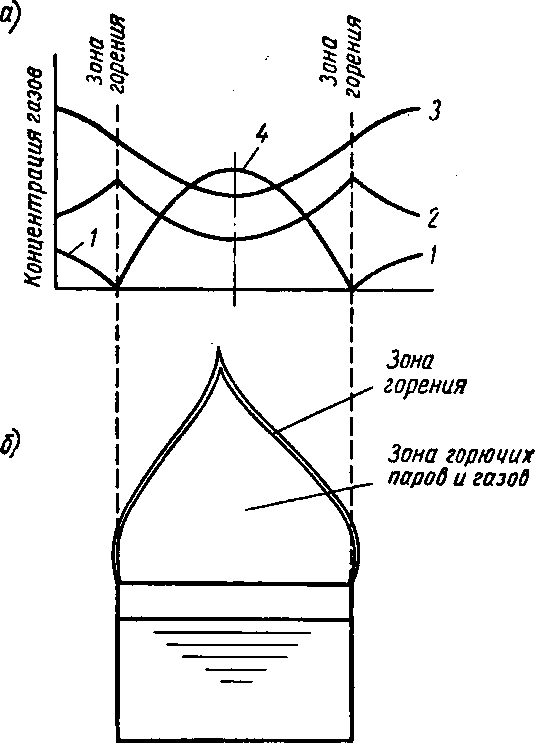 а)
Зона
горения
Зона
горения
Концентрация газов
1
4
3
2
1
б)
Зона
горения
Зона горючих
паров и газов